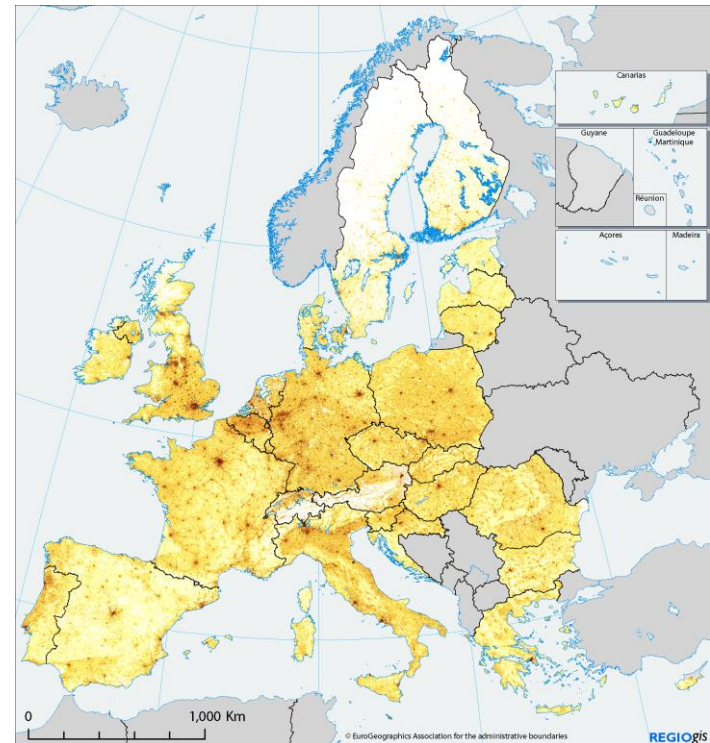 Canarias
Guyane
Guadeloupe
Martinique
Réunion
Açores
Madeira
0
1,000 Km
© EuroGeographics Association for the administrative boundaries
REGIOgis